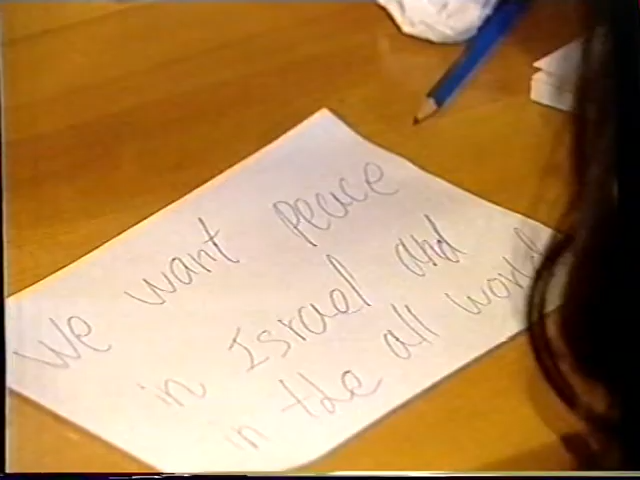 We want peace
in Israel and
in the all world